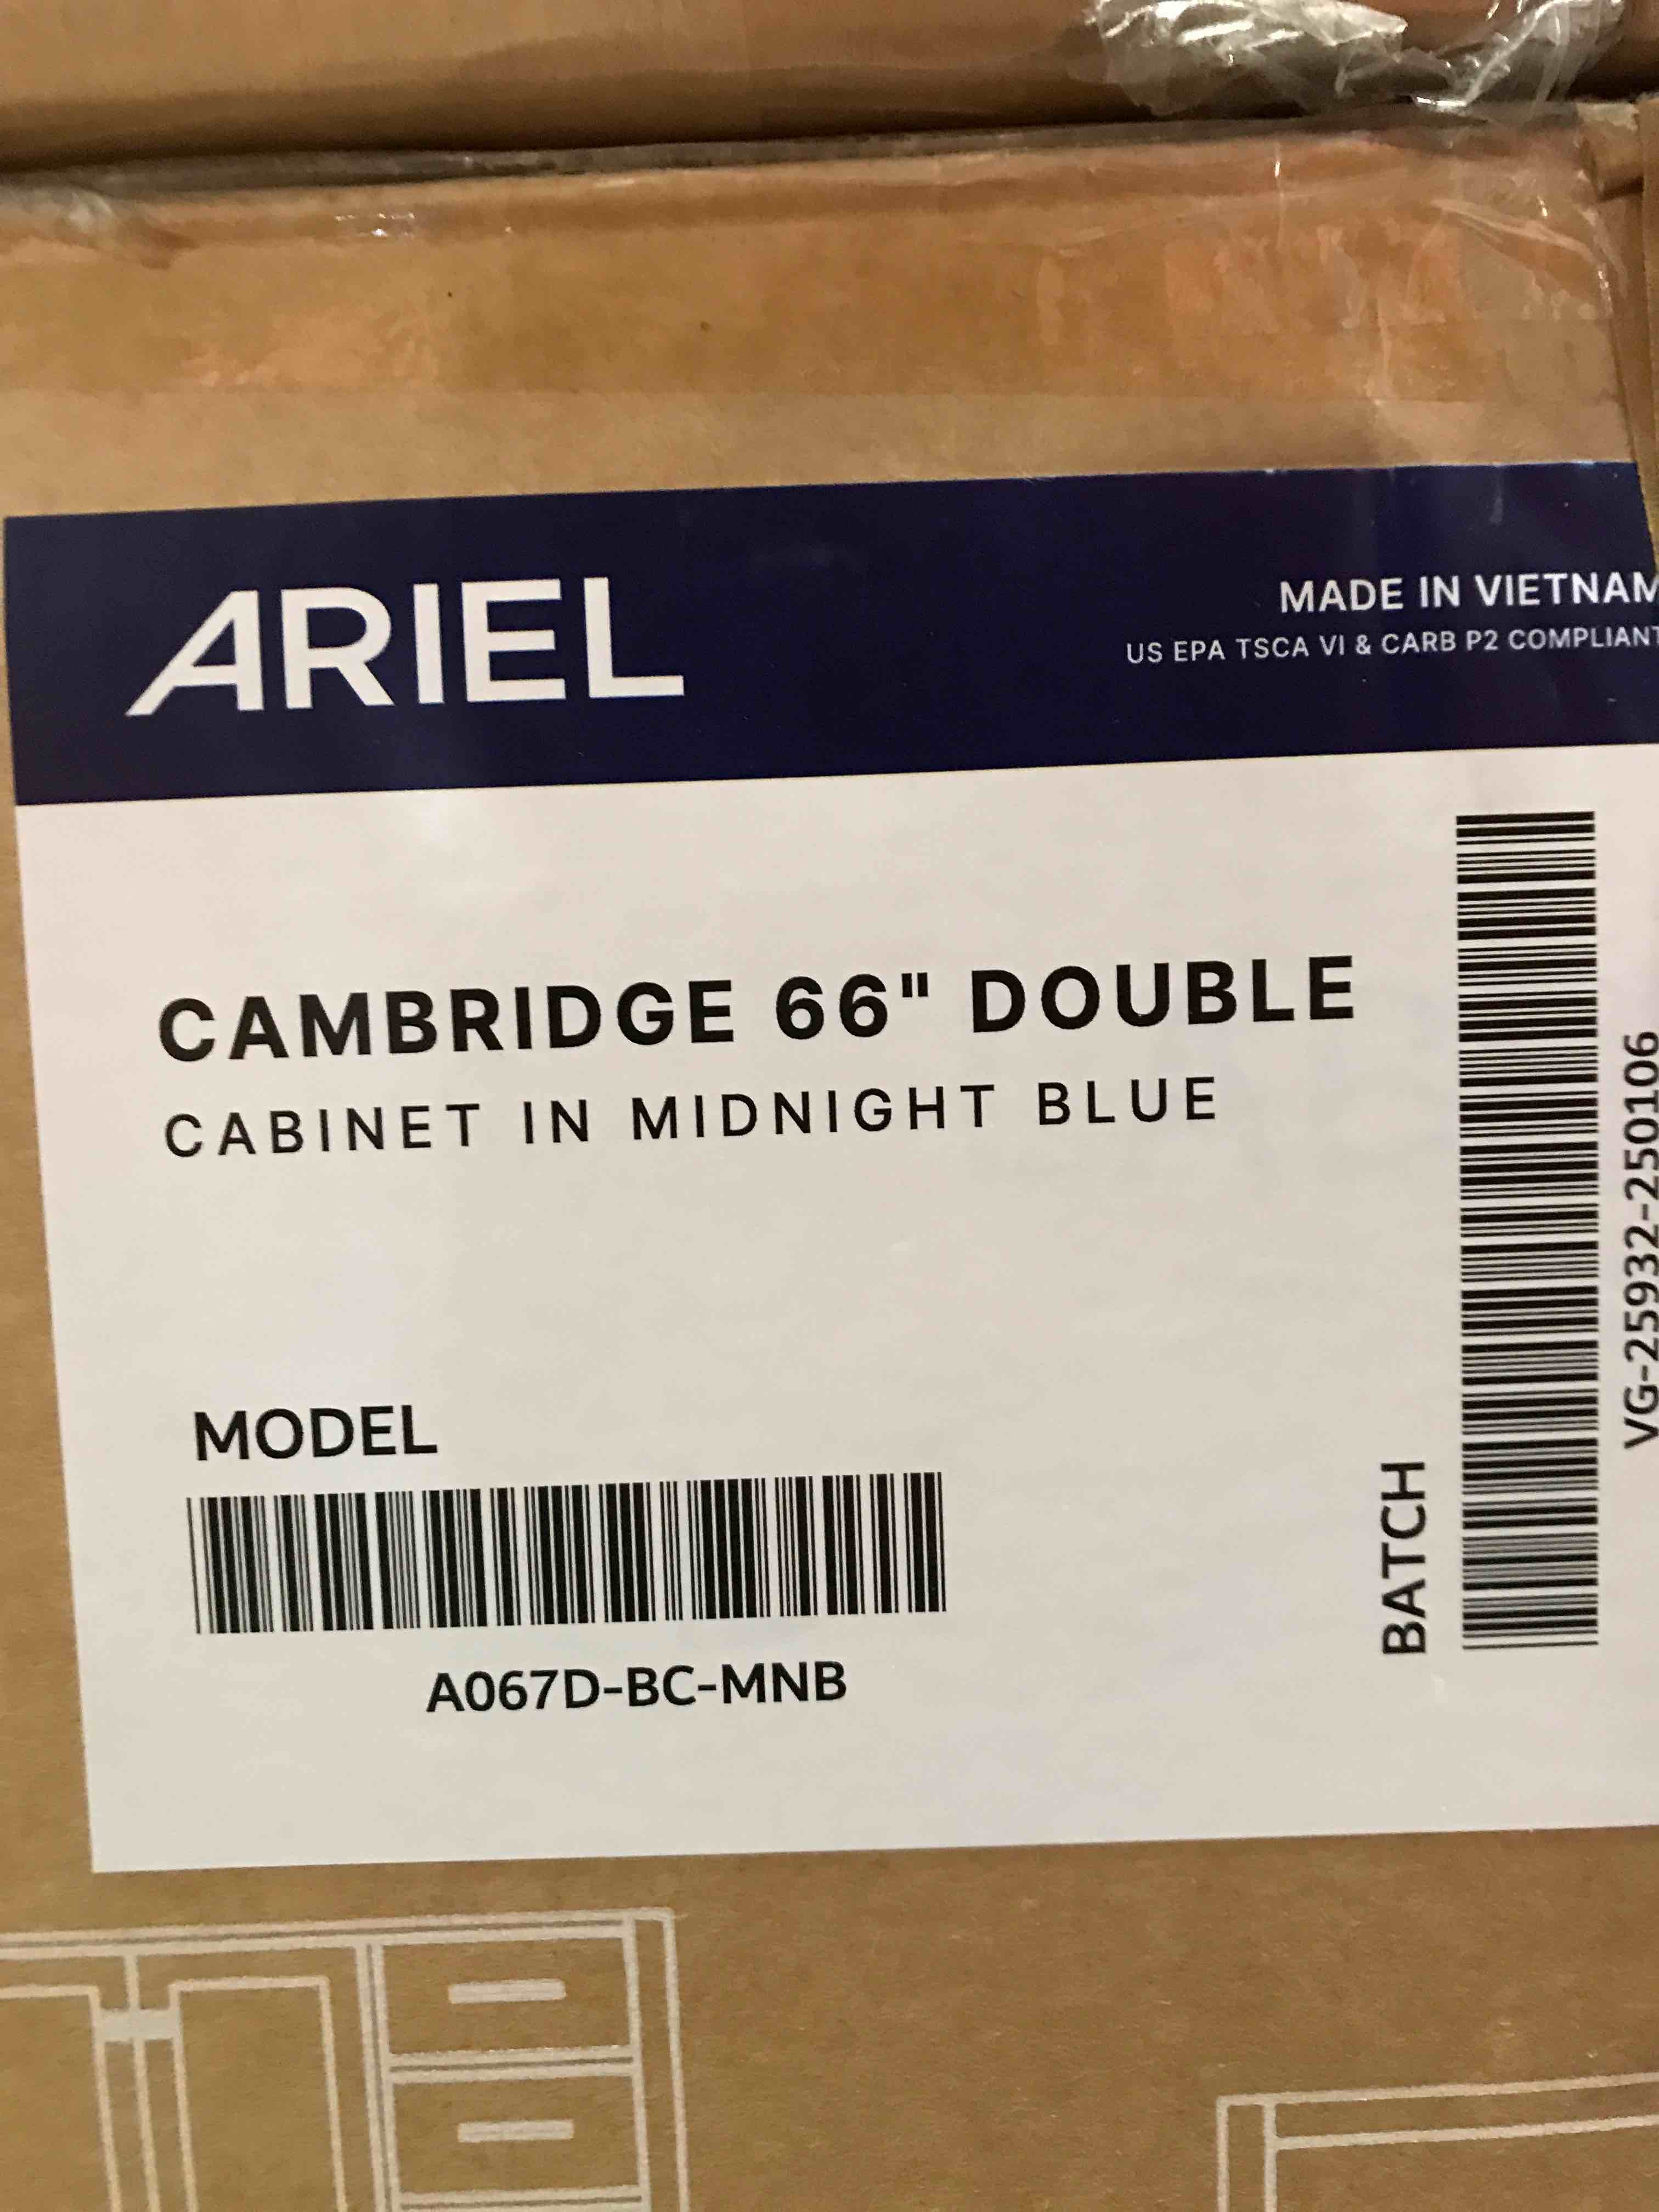 ARIEL
MADE IN VIETNAM
US EPA TSCA VI & CARB P2 COMPLIANT
CAMBRIDGE 66" DOUBLE
CABINET IN MIDNIGHT BLUE
MODEL
A067D-BC-MNB
BATCH
VG-25932-250106